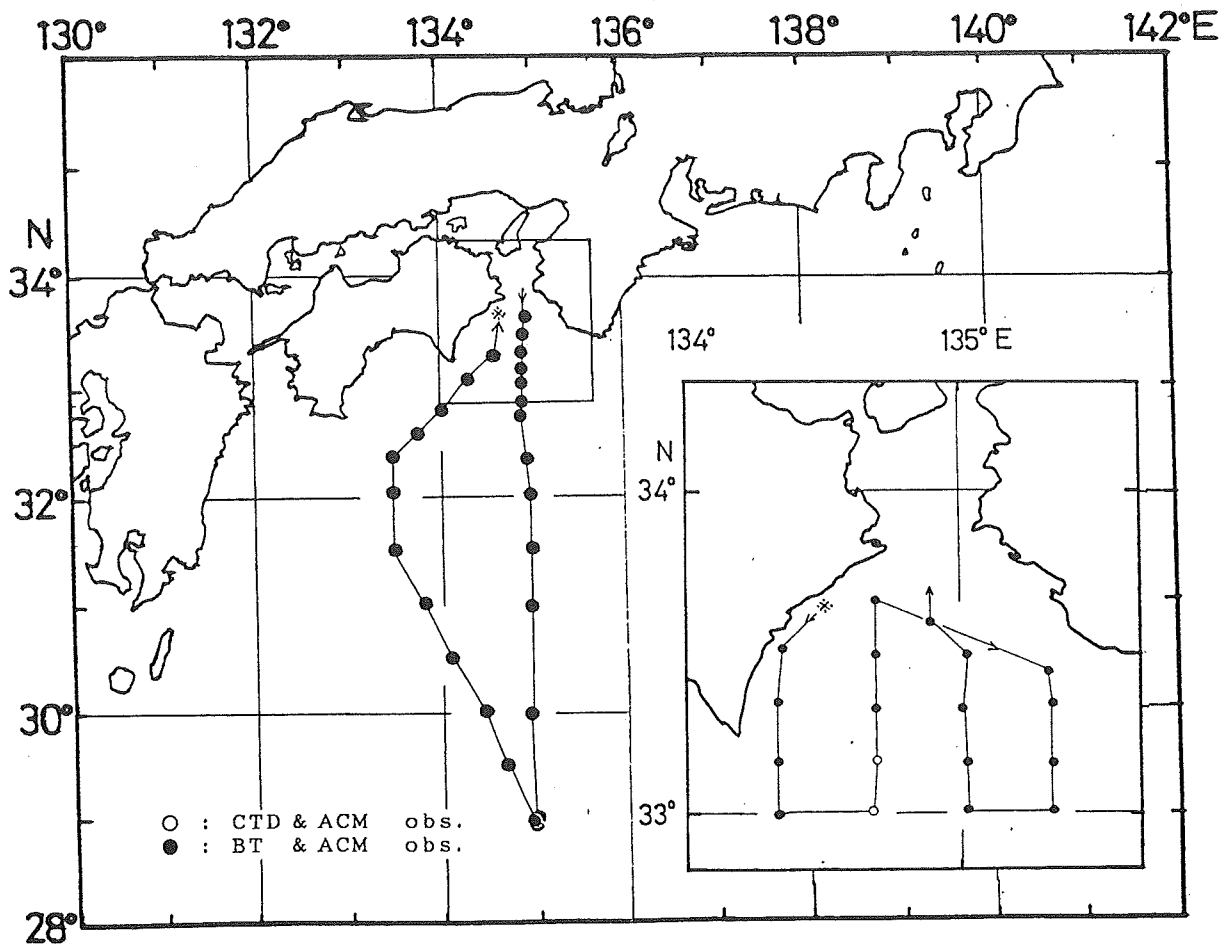 130° 132° 134° 136° 138° 140° 142°E
N
34°
32°
30°
28°
※
○ : CTD & ACM obs.
● : BT & ACM obs.
134° 135°E
N
34°
33°
※